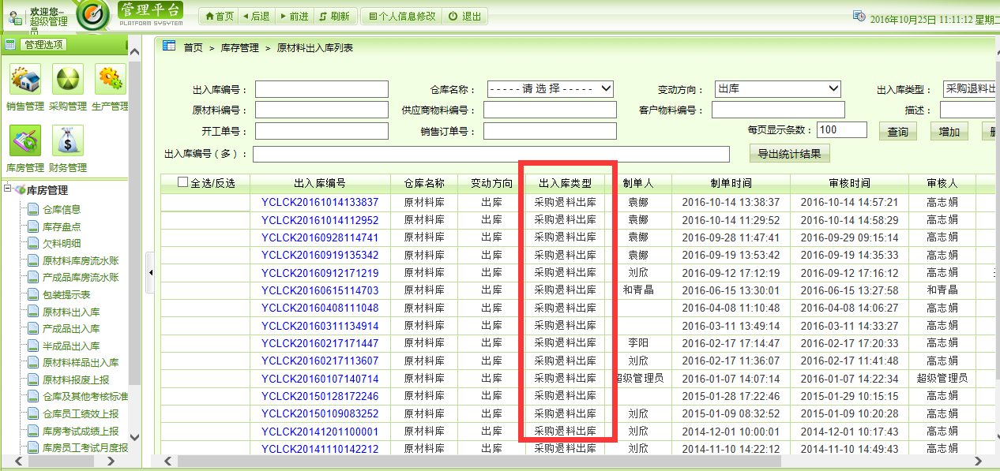 欢迎您--
超级管理
员
管理平台
PLATFORM SYSYTEM
首页 后退 前进 刷新 个人信息修改 退出
2016年10月25日 11:11:12 星期二
管理选项
销售管理 采购管理 生产管理
库房管理 财务管理
库房管理
仓库信息
库存盘点
欠料明细
原材料库房流水账
产成品库房流水账
包装提示表
原材料出入库
产成品出入库
半成品出入库
原材料样品出入库
原材料报废上报
仓库及其他考核标准
仓库员工绩效上报
库房考试成绩上报
库房员工考试月度报
首页 > 库存管理 > 原材料出入库列表
出入库编号： 仓库名称： -----请选择----- 变动方向： 出库 出入库类型： 采购退料出
原材料编号： 供应商物料编号： 客户物料编号： 描述：
开工单号： 销售订单号： 每页显示条数： 100 查询 增加
出入库编号（多）： 导出统计结果
全选/反选 出入库编号 仓库名称 变动方向 出入库类型 制单人 制单时间 审核时间 审核人
YCLCK20161014133837 原材料库 出库 采购退料出库 袁娜 2016-10-14 13:38:37 2016-10-14 14:57:21 高志娟
YCLCK20161014112952 原材料库 出库 采购退料出库 袁娜 2016-10-14 11:29:52 2016-10-14 14:58:29 高志娟
YCLCK20160928114741 原材料库 出库 采购退料出库 袁娜 2016-09-28 11:47:41 2016-09-29 09:15:14 高志娟
YCLCK20160919135342 原材料库 出库 采购退料出库 袁娜 2016-09-19 13:53:42 2016-09-19 14:35:33 高志娟
YCLCK20160912171219 原材料库 出库 采购退料出库 刘欣 2016-09-12 17:12:19 2016-09-12 17:16:12 高志娟
YCLCK20160615114703 原材料库 出库 采购退料出库 和青晶 2016-06-15 13:30:01 2016-06-15 13:27:58 和青晶
YCLCK20160408111048 原材料库 出库 采购退料出库 2016-04-08 11:10:48 2016-04-08 14:06:27 高志娟
YCLCK20160311134914 原材料库 出库 采购退料出库 2016-03-11 13:49:14 2016-03-11 14:33:27 高志娟
YCLCK20160217171447 原材料库 出库 采购退料出库 李阳 2016-02-17 17:14:47 2016-02-17 17:20:33 高志娟
YCLCK20160217113607 原材料库 出库 采购退料出库 刘欣 2016-02-17 11:36:07 2016-02-17 11:41:48 高志娟
YCLCK20160107140714 原材料库 出库 采购退料出库 超级管理员 2016-01-07 14:07:14 2016-01-07 14:22:34 超级管理员
YCLCK20150128172246 原材料库 出库 采购退料出库 2015-01-28 17:22:46 2015-01-29 10:15:15 高志娟
YCLCK20150109083252 原材料库 出库 采购退料出库 刘欣 2015-01-09 08:32:52 2015-01-09 10:20:28 高志娟
YCLCK20141201100001 原材料库 出库 采购退料出库 刘欣 2014-12-01 10:00:01 2014-12-01 10:17:43 高志娟
YCLCK20141110142212 原材料库 出库 采购退料出库 刘欣 2014-11-10 14:22:12 2014-11-10 14:49:43 高志娟